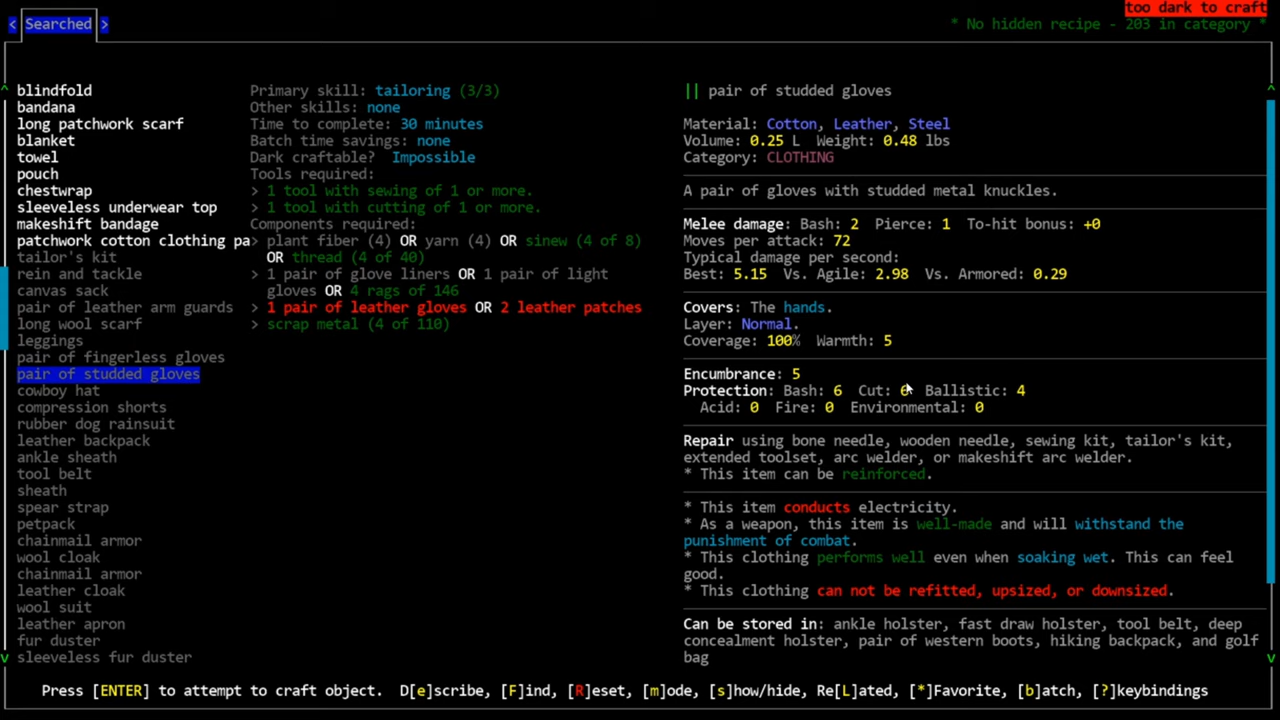 too dark to craft
< Searched >
* No hidden recipe - 203 in category *
blindfold
bandana
long patchwork scarf
blanket
towel
pouch
chestwrap
sleeveless underwear top
makeshift bandage
patchwork cotton clothing pa
tailor's kit
rein and tackle
canvas sack
pair of leather arm guards
long wool scarf
leggings
pair of fingerless gloves
pair of studded gloves
cowboy hat
compression shorts
rubber dog rainsuit
leather backpack
ankle sheath
tool belt
sheath
spear strap
petpack
chainmail armor
wool cloak
chainmail armor
leather cloak
wool suit
leather apron
fur duster
sleeveless fur duster
Primary skill: tailoring (3/3)
Other skills: none
Time to complete: 30 minutes
Batch time savings: none
Dark craftable? Impossible
Tools required:
> 1 tool with sewing of 1 or more.
> 1 tool with cutting of 1 or more.
Components required:
> plant fiber (4) OR yarn (4) OR sinew (4 of 8)
OR thread (4 of 40)
> 1 pair of glove liners OR 1 pair of light
gloves OR 4 rags of 146
> 1 pair of leather gloves OR 2 leather patches
> scrap metal (4 of 110)
|| pair of studded gloves
Material: Cotton, Leather, Steel
Volume: 0.25 L Weight: 0.48 lbs
Category: CLOTHING
A pair of gloves with studded metal knuckles.
Melee damage: Bash: 2 Pierce: 1 To-hit bonus: +0
Moves per attack: 72
Typical damage per second:
Best: 5.15 Vs. Agile: 2.98 Vs. Armored: 0.29
Covers: The hands.
Layer: Normal.
Coverage: 100% Warmth: 5
Encumbrance: 5
Protection: Bash: 6 Cut: Ballistic: 4
Acid: 0 Fire: 0 Environmental: 0
Repair using bone needle, wooden needle, sewing kit, tailor's kit,
extended toolset, arc welder, or makeshift arc welder.
* This item can be reinforced.
* This item conducts electricity.
* As a weapon, this item is well-made and will withstand the
punishment of combat.
* This clothing performs well even when soaking wet. This can feel
good.
* This clothing can not be refitted, upsized, or downsized.
Can be stored in: ankle holster, fast draw holster, tool belt, deep
concealment holster, pair of western boots, hiking backpack, and golf
bag
Press [ENTER] to attempt to craft object. D[e]scribe, [F]ind, [R]eset, [m]ode, [s]how/hide, Re[L]ated, [*]Favorite, [b]atch, [?]keybindings